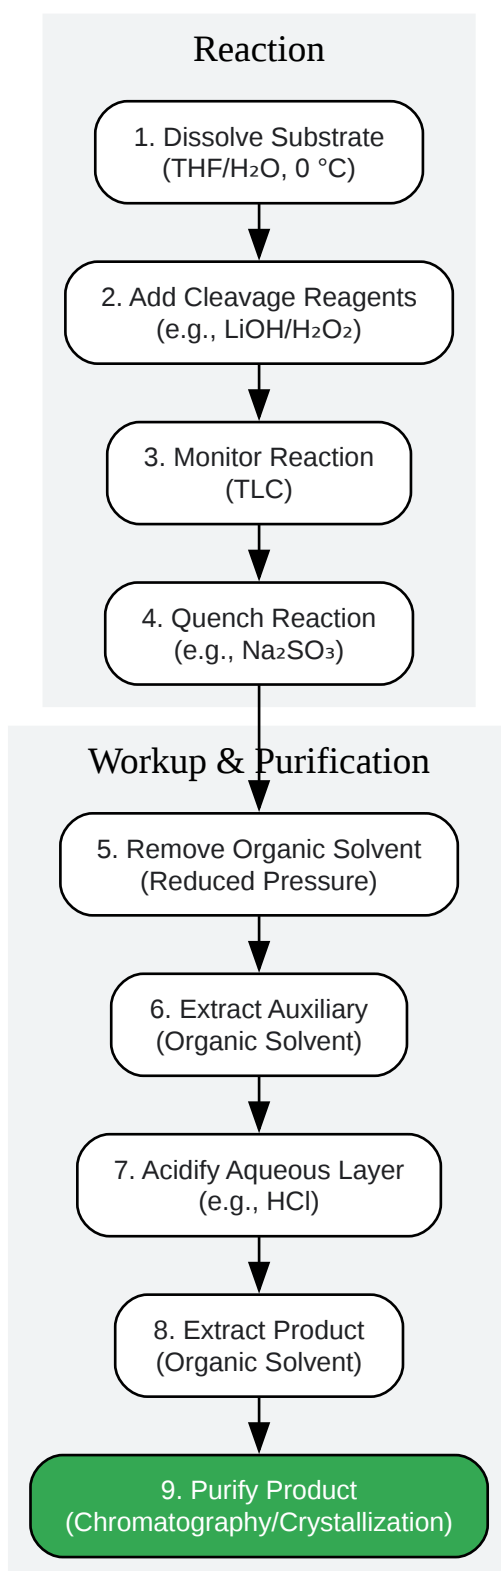 Reaction
1. Dissolve Substrate
(THF/H₂O, 0 °C)
2. Add Cleavage Reagents
(e.g., LiOH/H₂O₂)
3. Monitor Reaction
(TLC)
4. Quench Reaction
(e.g., Na₂SO₃)
Workup & Purification
5. Remove Organic Solvent
(Reduced Pressure)
6. Extract Auxiliary
(Organic Solvent)
7. Acidify Aqueous Layer
(e.g., HCl)
8. Extract Product
(Organic Solvent)
9. Purify Product
(Chromatography/Crystallization)